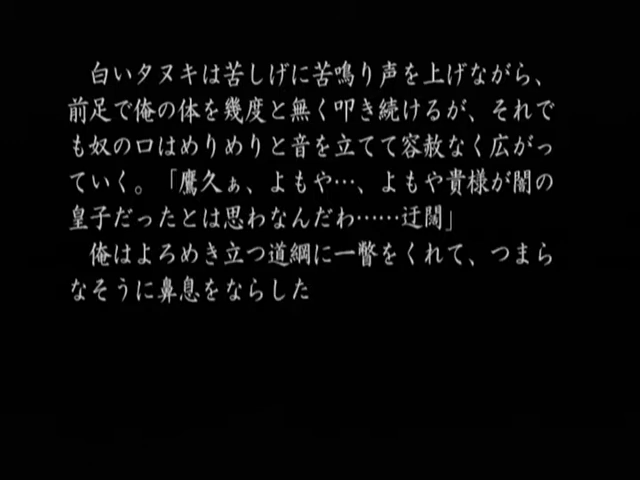 白いタヌキは苦しげに苦鳴り声を上げながら、
前足で俺の体を幾度と無く叩き続けるが、それで
も奴の口はめりめりと音を立てて容赦なく広がっ
ていく。「鷹久ぁ、よもや…、よもや貴様が闇の
皇子だったとは思わなんだわ……迂闊」
俺はよろめき立つ道綱に一瞥をくれて、つまら
なそうに鼻息をならした